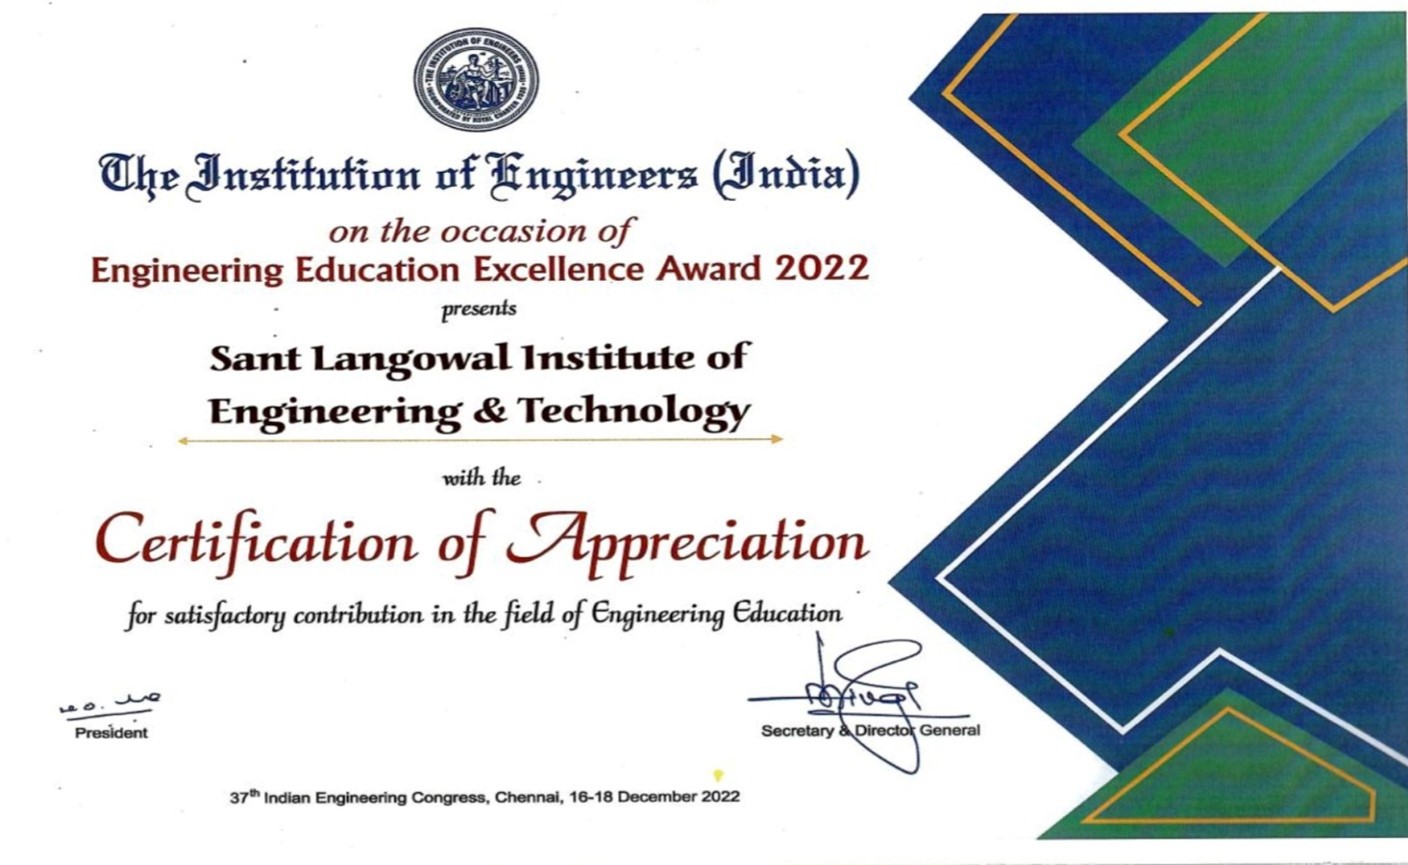 THE INSTITUTION OF ENGINEERS (INDIA)
INCORPORATED BY ROYAL CHARTER 1935
The Institution of Engineers (India)
on the occasion of
Engineering Education Excellence Award 2022
presents
Sant Langowal Institute of
Engineering & Technology
with the
Certification of Appreciation
for satisfactory contribution in the field of Engineering Education
President
Secretary & Director General
37th Indian Engineering Congress, Chennai, 16-18 December 2022